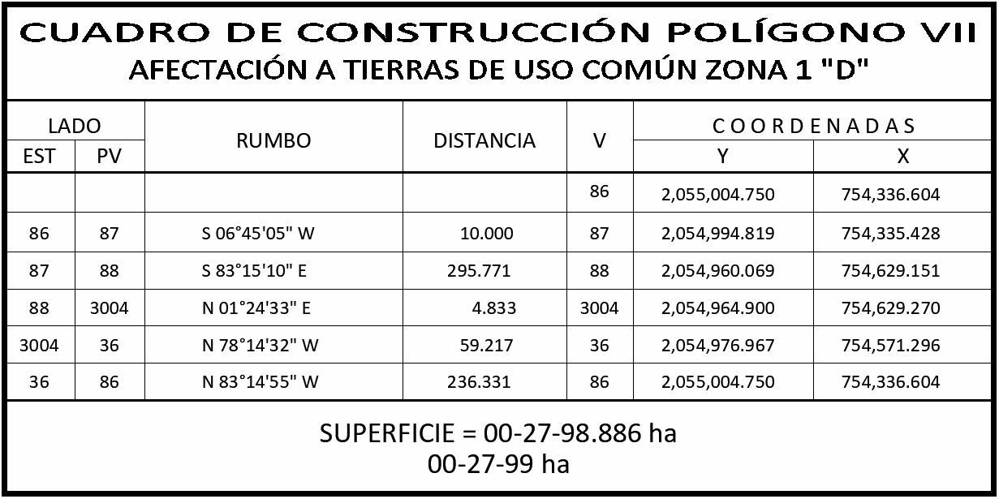 CUADRO DE CONSTRUCCIÓN POLÍGONO VII
AFECTACIÓN A TIERRAS DE USO COMÚN ZONA 1 "D"
LADO RUMBO DISTANCIA V C O O R D E N A D A S
EST PV Y X
86 2,055,004.750 754,336.604
86 87 S 06°45'05" W 10.000 87 2,054,994.819 754,335.428
87 88 S 83°15'10" E 295.771 88 2,054,960.069 754,629.151
88 3004 N 01°24'33" E 4.833 3004 2,054,964.900 754,629.270
3004 36 N 78°14'32" W 59.217 36 2,054,976.967 754,571.296
36 86 N 83°14'55" W 236.331 86 2,055,004.750 754,336.604
SUPERFICIE = 00-27-98.886 ha
00-27-99 ha